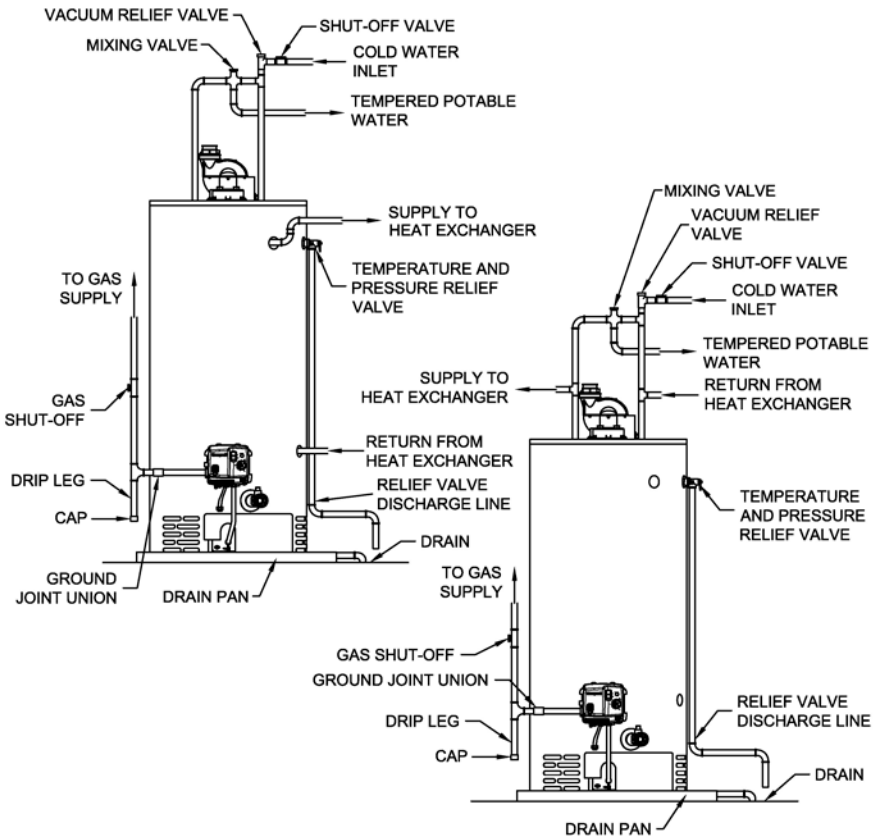 VACUUM RELIEF VALVE
SHUT-OFF VALVE
MIXING VALVE
COLD WATER
INLET
TEMPERED POTABLE
WATER
SUPPLY TO
HEAT EXCHANGER
TO GAS
SUPPLY
TEMPERATURE AND
PRESSURE RELIEF
VALVE
GAS
SHUT-OFF
RETURN FROM
HEAT EXCHANGER
DRIP LEG
RELIEF VALVE
DISCHARGE LINE
CAP
DRAIN
GROUND
JOINT UNION
DRAIN PAN
MIXING VALVE
VACUUM RELIEF
VALVE
SHUT-OFF VALVE
COLD WATER
INLET
TEMPERED POTABLE
WATER
SUPPLY TO
HEAT EXCHANGER
RETURN FROM
HEAT EXCHANGER
TEMPERATURE
AND PRESSURE
RELIEF VALVE
TO GAS
SUPPLY
GAS SHUT-OFF
GROUND JOINT UNION
DRIP LEG
RELIEF VALVE
DISCHARGE LINE
CAP
DRAIN
DRAIN PAN